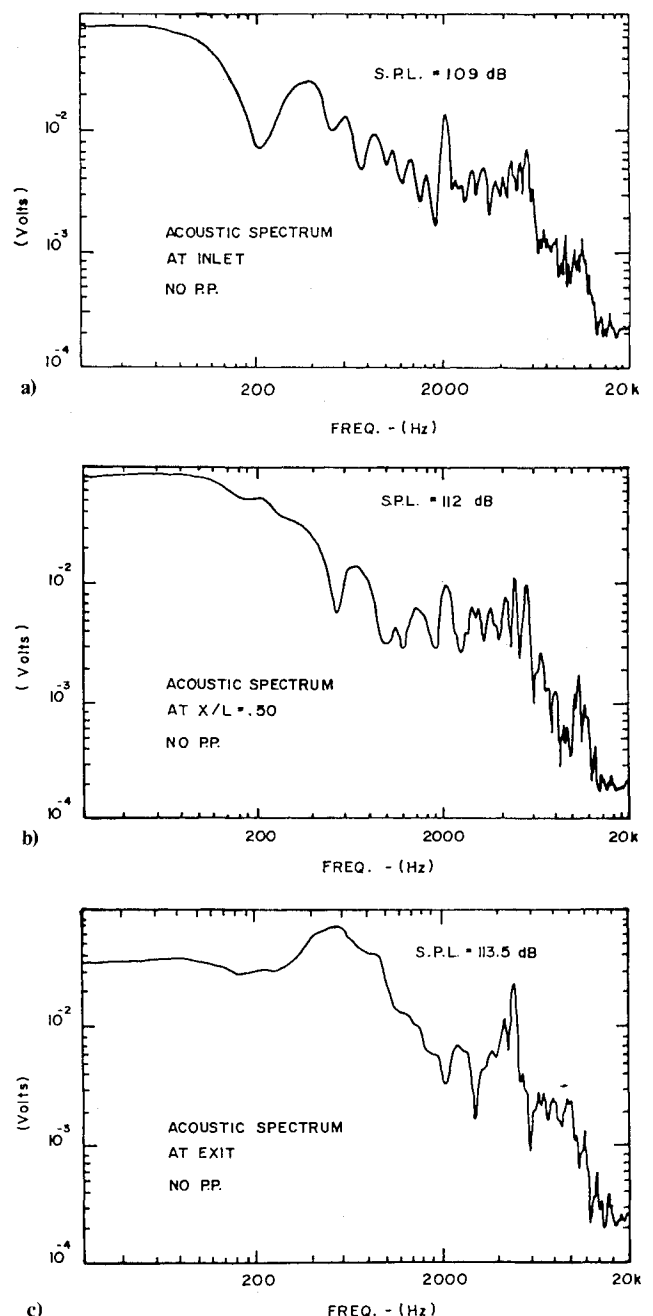 S.P.L. = 109 dB
10⁻²
10⁻³
10⁻⁴
(Volts)
ACOUSTIC SPECTRUM
AT INLET
NO P.P.
a)
200 2000 20k
FREQ. - (Hz)
S.P.L. = 112 dB
10⁻²
10⁻³
10⁻⁴
(Volts)
ACOUSTIC SPECTRUM
AT X/L = .50
NO P.P.
b)
200 2000 20k
FREQ. - (Hz)
S.P.L. = 113.5 dB
10⁻²
10⁻³
10⁻⁴
(Volts)
ACOUSTIC SPECTRUM
AT EXIT
NO P.P.
200 2000 20k
c)
FREQ. - (Hz)